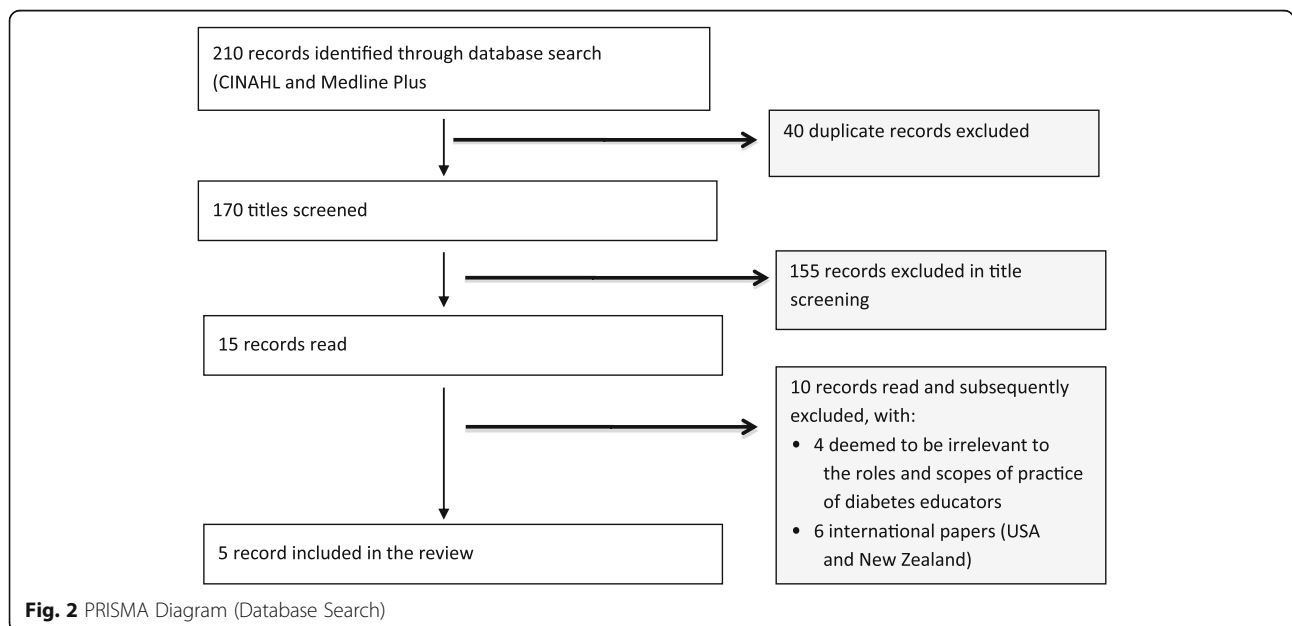 210 records identified through database search
(CINAHL and Medline Plus
40 duplicate records excluded
170 titles screened
155 records excluded in title
screening
15 records read
10 records read and subsequently
excluded, with:
• 4 deemed to be irrelevant to
the roles and scopes of practice
of diabetes educators
• 6 international papers (USA
and New Zealand)
5 record included in the review
Fig. 2 PRISMA Diagram (Database Search)